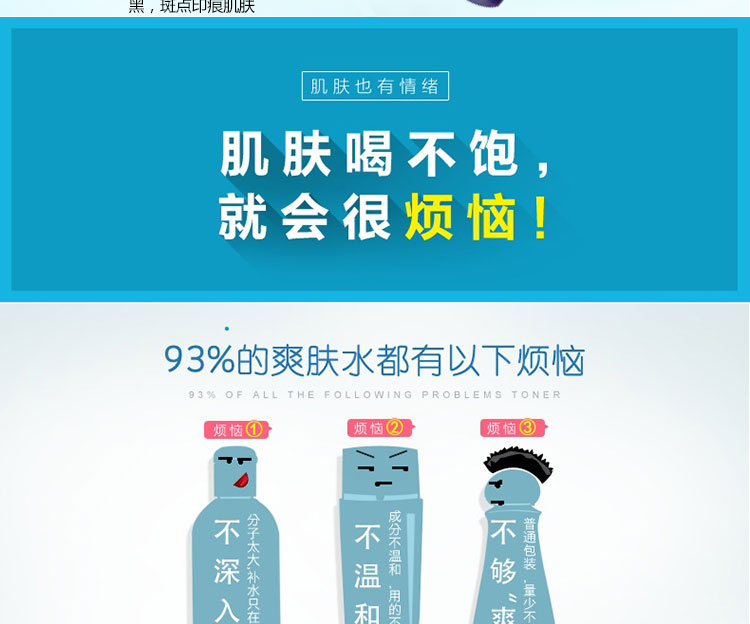 黑，斑点印痕肌肤
肌肤也有情绪
肌肤喝不饱，
就会很烦恼！
93%的爽肤水都有以下烦恼
93% OF ALL THE FOLLOWING PROBLEMS TONER
烦恼①
烦恼②
烦恼③
不深入
分子太大,补水只在
不温和
成分不温和,用的不
不够“爽
普通包装,量少不